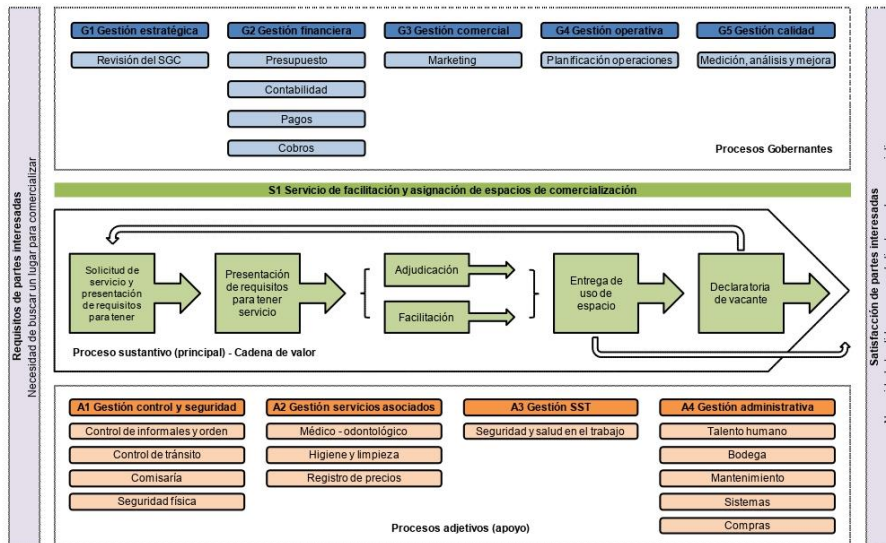 Requisitos de partes interesadas
Necesidad de buscar un lugar para comercializar
G1 Gestión estratégica
Revisión del SGC
G2 Gestión financiera
Presupuesto
Contabilidad
Pagos
Cobros
G3 Gestión comercial
Marketing
G4 Gestión operativa
Planificación operaciones
G5 Gestión calidad
Medición, análisis y mejora
Procesos Gobernantes
S1 Servicio de facilitación y asignación de espacios de comercialización
Solicitud de
servicio y
presentación
de requisitos
para tener
Presentación
de requisitos
para tener
servicio
Adjudicación
Facilitación
Entrega de
uso de
espacio
Declaratoria
de vacante
Proceso sustantivo (principal) - Cadena de valor
A1 Gestión control y seguridad
Control de informales y orden
Control de tránsito
Comisaría
Seguridad física
A2 Gestión servicios asociados
Médico - odontológico
Higiene y limpieza
Registro de precios
A3 Gestión SST
Seguridad y salud en el trabajo
A4 Gestión administrativa
Talento humano
Bodega
Mantenimiento
Sistemas
Compras
Procesos adjetivos (apoyo)
Satisfacción de partes interesadas